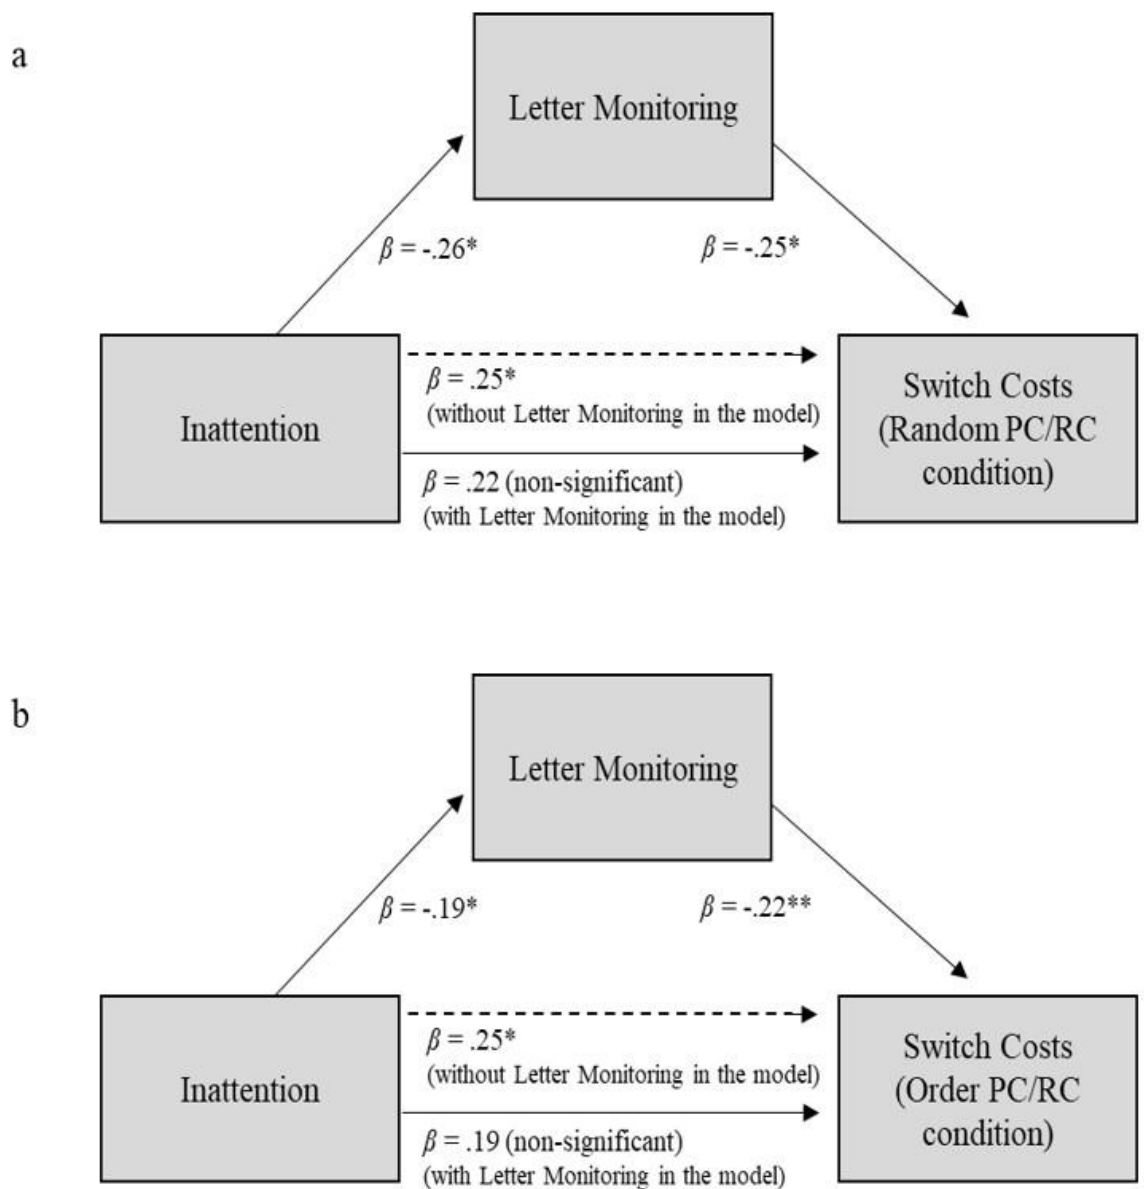 a
Letter Monitoring
β = -.26*
β = -.25*
Inattention
β = .25*
(without Letter Monitoring in the model)
β = .22 (non-significant)
(with Letter Monitoring in the model)
Switch Costs
(Random PC/RC
condition)
b
Letter Monitoring
β = -.19*
β = -.22**
Inattention
β = .25*
(without Letter Monitoring in the model)
β = .19 (non-significant)
(with Letter Monitoring in the model)
Switch Costs
(Order PC/RC
condition)